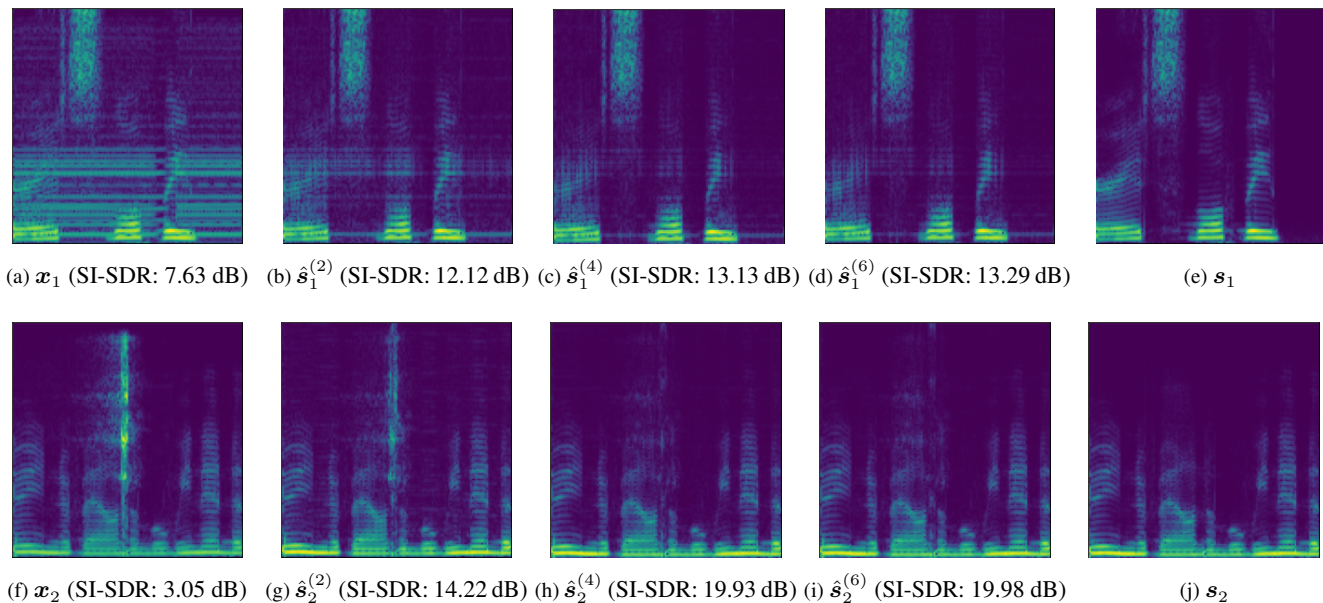 (a) x₁ (SI-SDR: 7.63 dB)
(b) ŝ₁⁽²⁾ (SI-SDR: 12.12 dB)
(c) ŝ₁⁽⁴⁾ (SI-SDR: 13.13 dB)
(d) ŝ₁⁽⁶⁾ (SI-SDR: 13.29 dB)
(e) s₁
(f) x₂ (SI-SDR: 3.05 dB)
(g) ŝ₂⁽²⁾ (SI-SDR: 14.22 dB)
(h) ŝ₂⁽⁴⁾ (SI-SDR: 19.93 dB)
(i) ŝ₂⁽⁶⁾ (SI-SDR: 19.98 dB)
(j) s₂